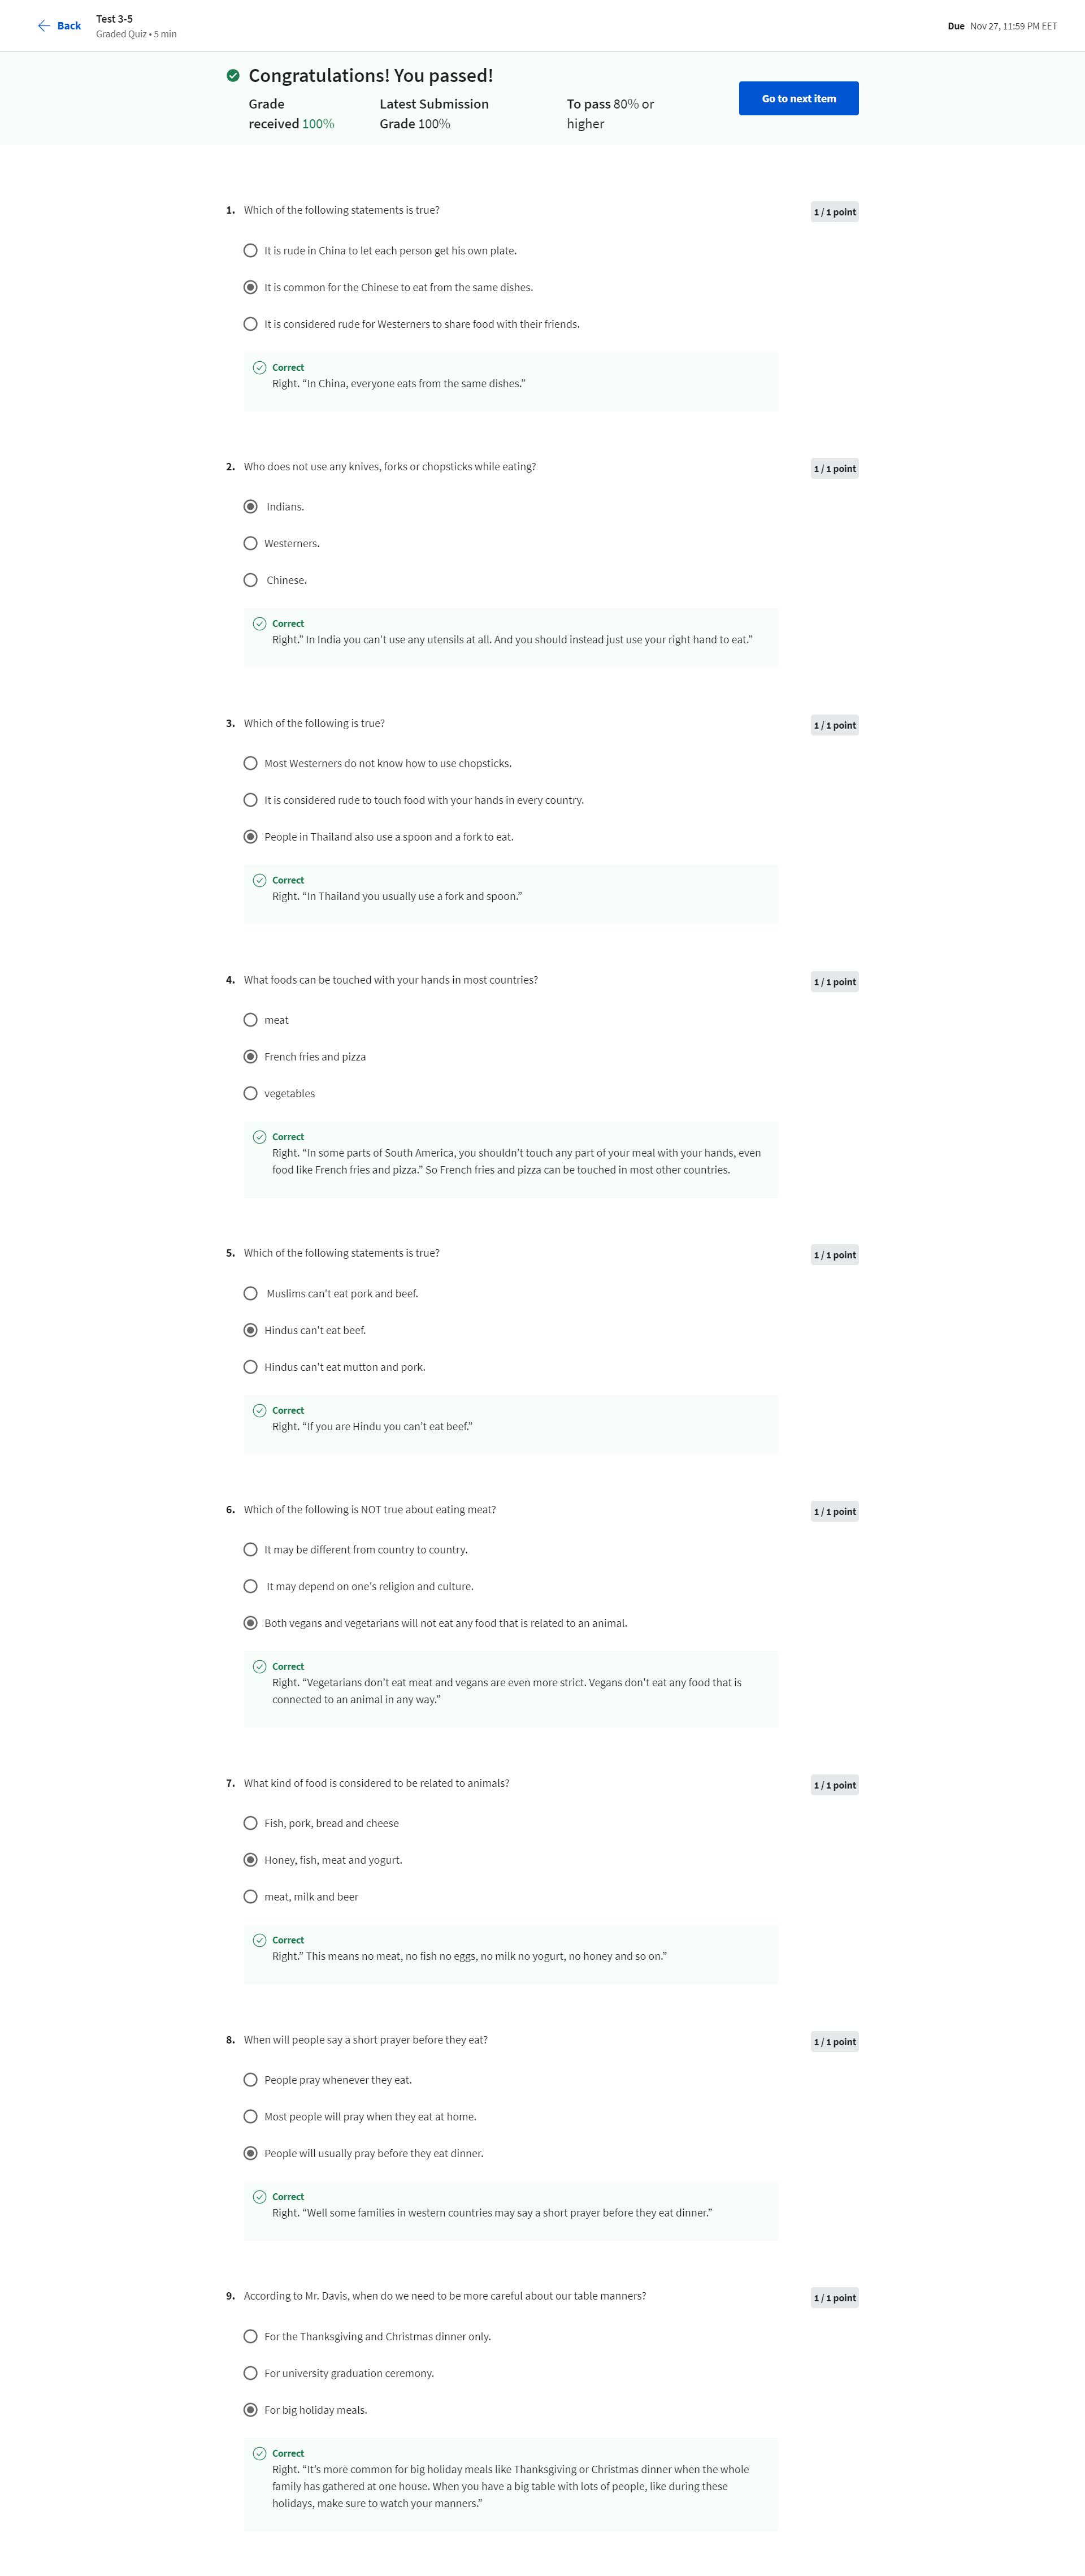 Back
Test 3-5
Graded Quiz • 5 min
Due Nov 27, 11:59 PM EET
Congratulations! You passed!
Grade
received 100%
Latest Submission
Grade 100%
To pass 80% or
higher
Go to next item
1. Which of the following statements is true?
1 / 1 point
It is rude in China to let each person get his own plate.
It is common for the Chinese to eat from the same dishes.
It is considered rude for Westerners to share food with their friends.
Correct
Right. “In China, everyone eats from the same dishes.”
2. Who does not use any knives, forks or chopsticks while eating?
1 / 1 point
Indians.
Westerners.
Chinese.
Correct
Right.” In India you can't use any utensils at all. And you should instead just use your right hand to eat.”
3. Which of the following is true?
1 / 1 point
Most Westerners do not know how to use chopsticks.
It is considered rude to touch food with your hands in every country.
People in Thailand also use a spoon and a fork to eat.
Correct
Right. “In Thailand you usually use a fork and spoon.”
4. What foods can be touched with your hands in most countries?
1 / 1 point
meat
French fries and pizza
vegetables
Correct
Right. “In some parts of South America, you shouldn't touch any part of your meal with your hands, even
food like French fries and pizza.” So French fries and pizza can be touched in most other countries.
5. Which of the following statements is true?
1 / 1 point
Muslims can't eat pork and beef.
Hindus can't eat beef.
Hindus can't eat mutton and pork.
Correct
Right. “If you are Hindu you can't eat beef.”
6. Which of the following is NOT true about eating meat?
1 / 1 point
It may be different from country to country.
It may depend on one's religion and culture.
Both vegans and vegetarians will not eat any food that is related to an animal.
Correct
Right. “Vegetarians don't eat meat and vegans are even more strict. Vegans don't eat any food that is
connected to an animal in any way.”
7. What kind of food is considered to be related to animals?
1 / 1 point
Fish, pork, bread and cheese
Honey, fish, meat and yogurt.
meat, milk and beer
Correct
Right.” This means no meat, no fish no eggs, no milk no yogurt, no honey and so on.”
8. When will people say a short prayer before they eat?
1 / 1 point
People pray whenever they eat.
Most people will pray when they eat at home.
People will usually pray before they eat dinner.
Correct
Right. “Well some families in western countries may say a short prayer before they eat dinner.”
9. According to Mr. Davis, when do we need to be more careful about our table manners?
1 / 1 point
For the Thanksgiving and Christmas dinner only.
For university graduation ceremony.
For big holiday meals.
Correct
Right. “It’s more common for big holiday meals like Thanksgiving or Christmas dinner when the whole
family has gathered at one house. When you have a big table with lots of people, like during these
holidays, make sure to watch your manners.”